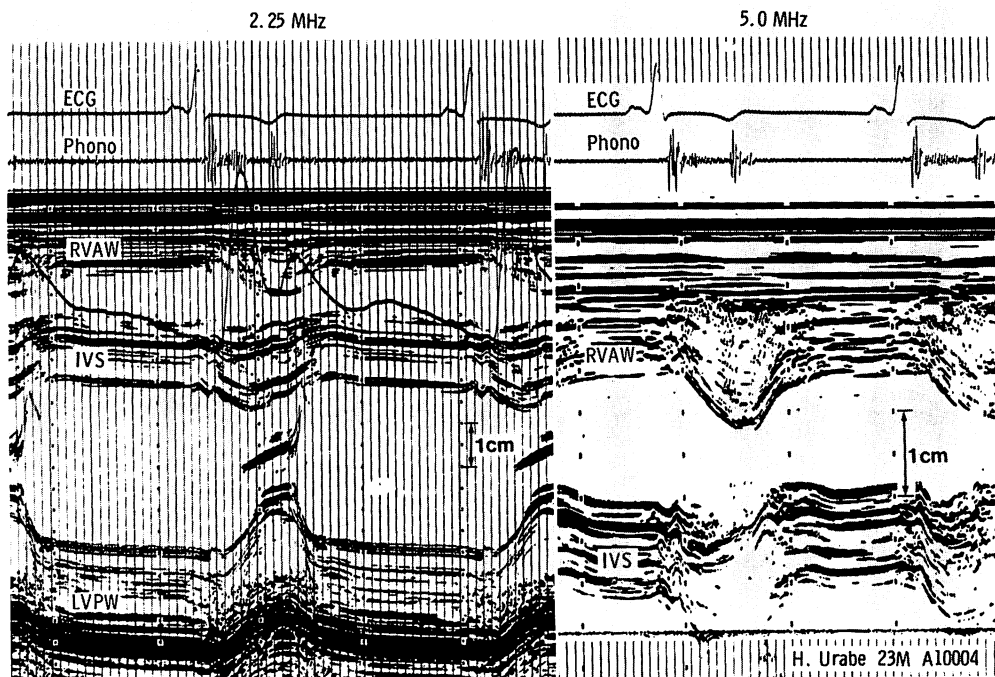 2.25 MHz
5.0 MHz
ECG
Phono
RVAW
IVS
1cm
LVPW
ECG
Phono
RVAW
1cm
IVS
H. Urabe 23M A10004